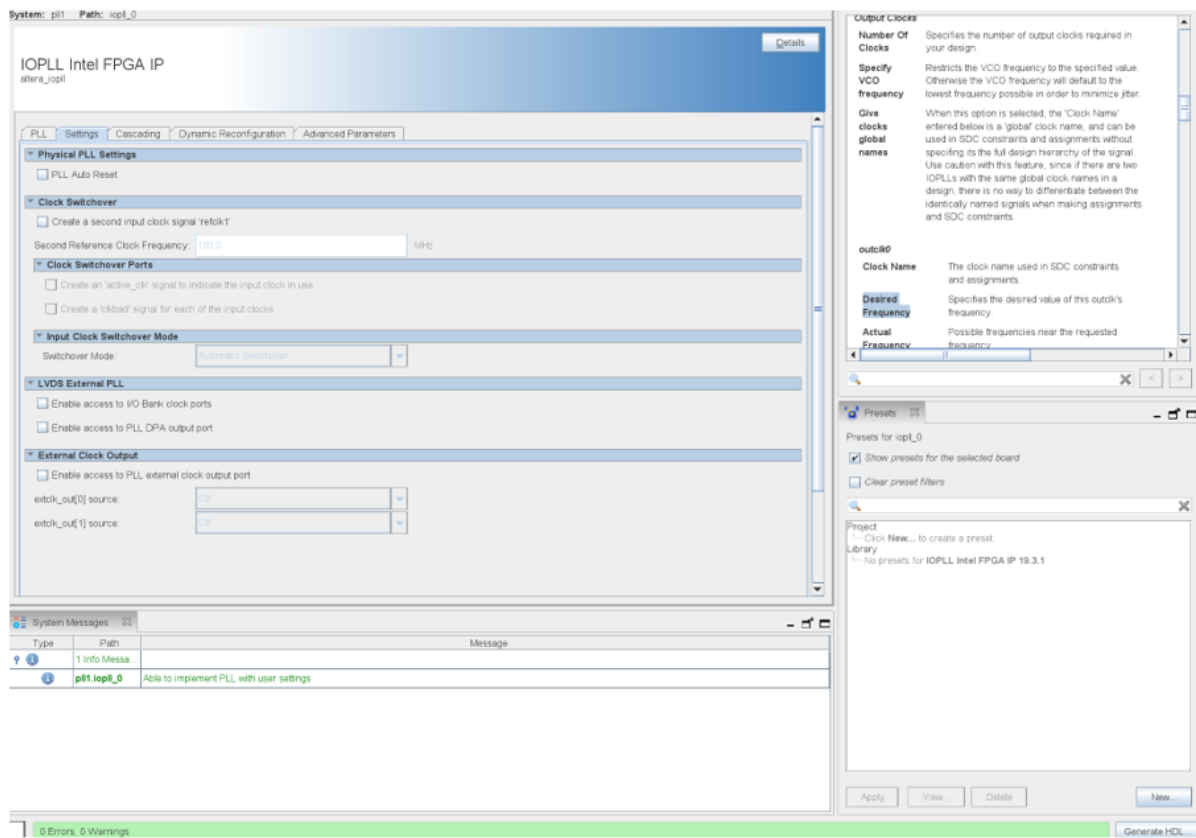 System: pll1 Path: iopll_0
IOPLL Intel FPGA IP
altera_iopll
Details
PLL Settings Cascading Dynamic Reconfiguration Advanced Parameters
Physical PLL Settings
PLL Auto Reset
Clock Switchover
Create a second input clock signal 'refclk1'
Second Reference Clock Frequency: 100.0 MHz
Clock Switchover Ports
Create an 'active_clk' signal to indicate the input clock in use
Create a 'clkbad' signal for each of the input clocks
Input Clock Switchover Mode
Switchover Mode: Automatic Switchover
LVDS External PLL
Enable access to I/O Bank clock ports
Enable access to PLL DPA output port
External Clock Output
Enable access to PLL external clock output port
extclk_out[0] source: C0
extclk_out[1] source: C0
System Messages
Type Path Message
1 Info Messa...
pll1.iopll_0 Able to implement PLL with user settings
0 Errors, 0 Warnings
Output Clocks
Number Of Specifies the number of output clocks required in
Clocks your design.
Specify Restricts the VCO frequency to the specified value.
VCO Otherwise the VCO frequency will default to the
frequency lowest frequency possible in order to minimize jitter.
Give When this option is selected, the 'Clock Name'
clocks entered below is a 'global' clock name, and can be
global used in SDC constraints and assignments without
names specifing its the full design hierarchy of the signal.
Use caution with this feature, since if there are two
IOPLLs with the same global clock names in a
design, there is no way to differentiate between the
identically named signals when making assignments
and SDC constraints.
outclk0
Clock Name The clock name used in SDC constraints
and assignments.
Desired Specifies the desired value of this outclk's
Frequency frequency.
Actual Possible frequencies near the requested
Frequency frequency
< >
Presets
Presets for iopll_0
Show presets for the selected board
Clear preset filters
Project
Click New... to create a preset.
Library
No presets for IOPLL Intel FPGA IP 19.3.1
Apply View... Delete New...
Generate HDL...